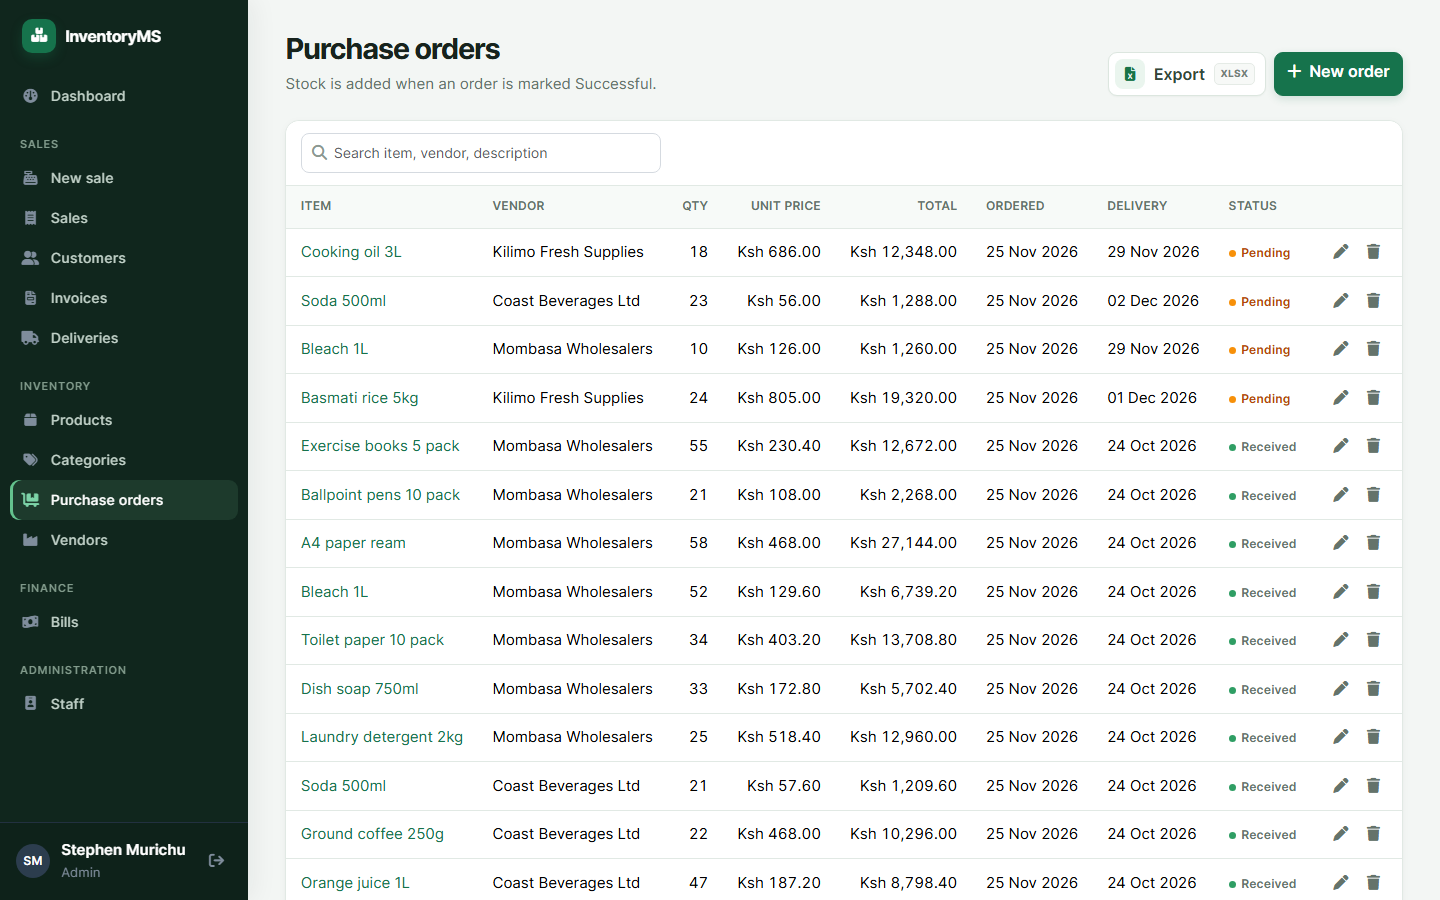 InventoryMS
Dashboard
SALES
New sale
Sales
Customers
Invoices
Deliveries
INVENTORY
Products
Categories
Purchase orders
Vendors
FINANCE
Bills
ADMINISTRATION
Staff
SM
Stephen Murichu
Admin
Purchase orders
Stock is added when an order is marked Successful.
Export XLSX
New order
Search item, vendor, description
ITEM VENDOR QTY UNIT PRICE TOTAL ORDERED DELIVERY STATUS
Cooking oil 3L Kilimo Fresh Supplies 18 Ksh 686.00 Ksh 12,348.00 25 Nov 2026 29 Nov 2026 Pending
Soda 500ml Coast Beverages Ltd 23 Ksh 56.00 Ksh 1,288.00 25 Nov 2026 02 Dec 2026 Pending
Bleach 1L Mombasa Wholesalers 10 Ksh 126.00 Ksh 1,260.00 25 Nov 2026 29 Nov 2026 Pending
Basmati rice 5kg Kilimo Fresh Supplies 24 Ksh 805.00 Ksh 19,320.00 25 Nov 2026 01 Dec 2026 Pending
Exercise books 5 pack Mombasa Wholesalers 55 Ksh 230.40 Ksh 12,672.00 25 Nov 2026 24 Oct 2026 Received
Ballpoint pens 10 pack Mombasa Wholesalers 21 Ksh 108.00 Ksh 2,268.00 25 Nov 2026 24 Oct 2026 Received
A4 paper ream Mombasa Wholesalers 58 Ksh 468.00 Ksh 27,144.00 25 Nov 2026 24 Oct 2026 Received
Bleach 1L Mombasa Wholesalers 52 Ksh 129.60 Ksh 6,739.20 25 Nov 2026 24 Oct 2026 Received
Toilet paper 10 pack Mombasa Wholesalers 34 Ksh 403.20 Ksh 13,708.80 25 Nov 2026 24 Oct 2026 Received
Dish soap 750ml Mombasa Wholesalers 33 Ksh 172.80 Ksh 5,702.40 25 Nov 2026 24 Oct 2026 Received
Laundry detergent 2kg Mombasa Wholesalers 25 Ksh 518.40 Ksh 12,960.00 25 Nov 2026 24 Oct 2026 Received
Soda 500ml Coast Beverages Ltd 21 Ksh 57.60 Ksh 1,209.60 25 Nov 2026 24 Oct 2026 Received
Ground coffee 250g Coast Beverages Ltd 22 Ksh 468.00 Ksh 10,296.00 25 Nov 2026 24 Oct 2026 Received
Orange juice 1L Coast Beverages Ltd 47 Ksh 187.20 Ksh 8,798.40 25 Nov 2026 24 Oct 2026 Received